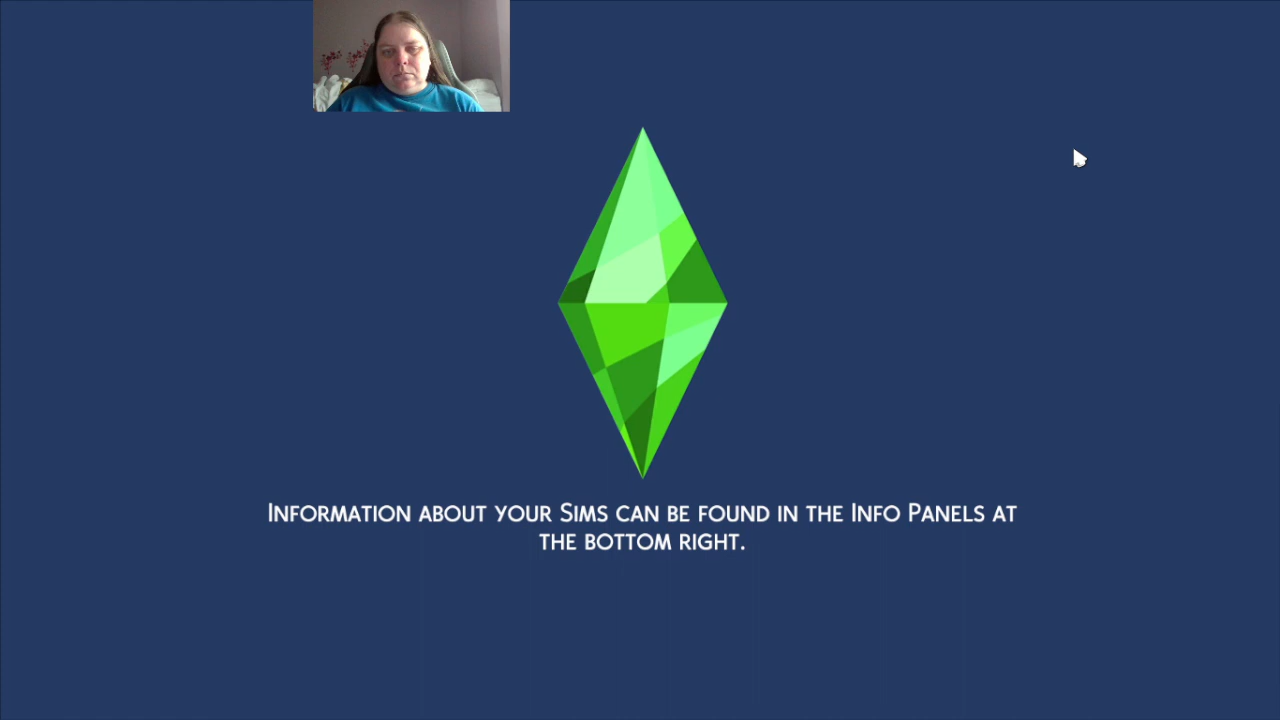 Information about your Sims can be found in the Info Panels at
the bottom right.